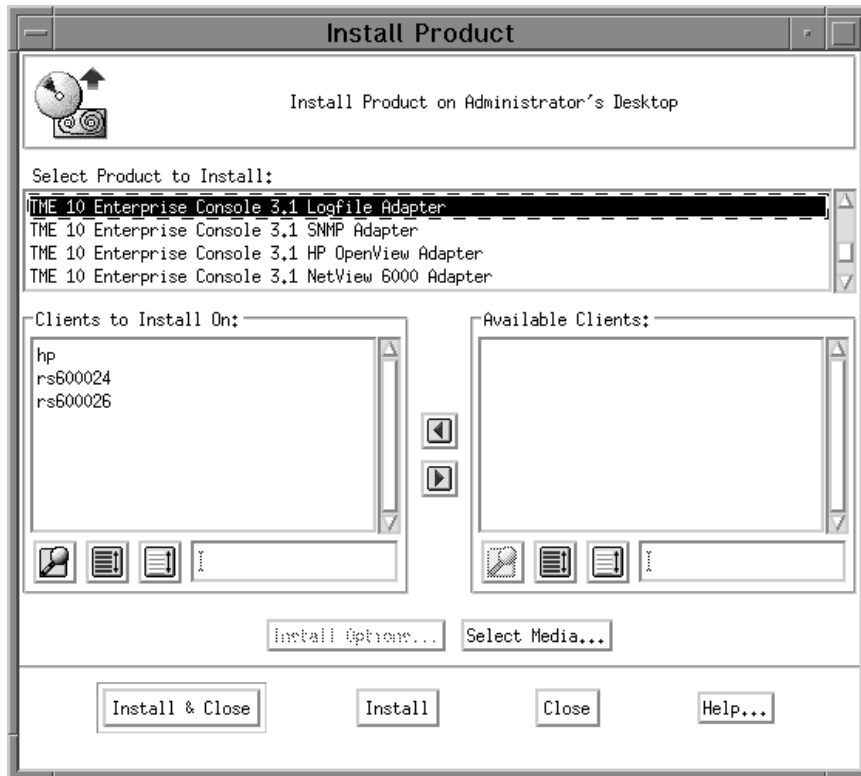 Install Product
Install Product on Administrator's Desktop
Select Product to Install:
TME 10 Enterprise Console 3.1 Logfile Adapter
TME 10 Enterprise Console 3.1 SNMP Adapter
TME 10 Enterprise Console 3.1 HP OpenView Adapter
TME 10 Enterprise Console 3.1 NetView 6000 Adapter
Clients to Install On:
hp
rs600024
rs600026
Available Clients:
Install Options...
Select Media...
Install & Close
Install
Close
Help...